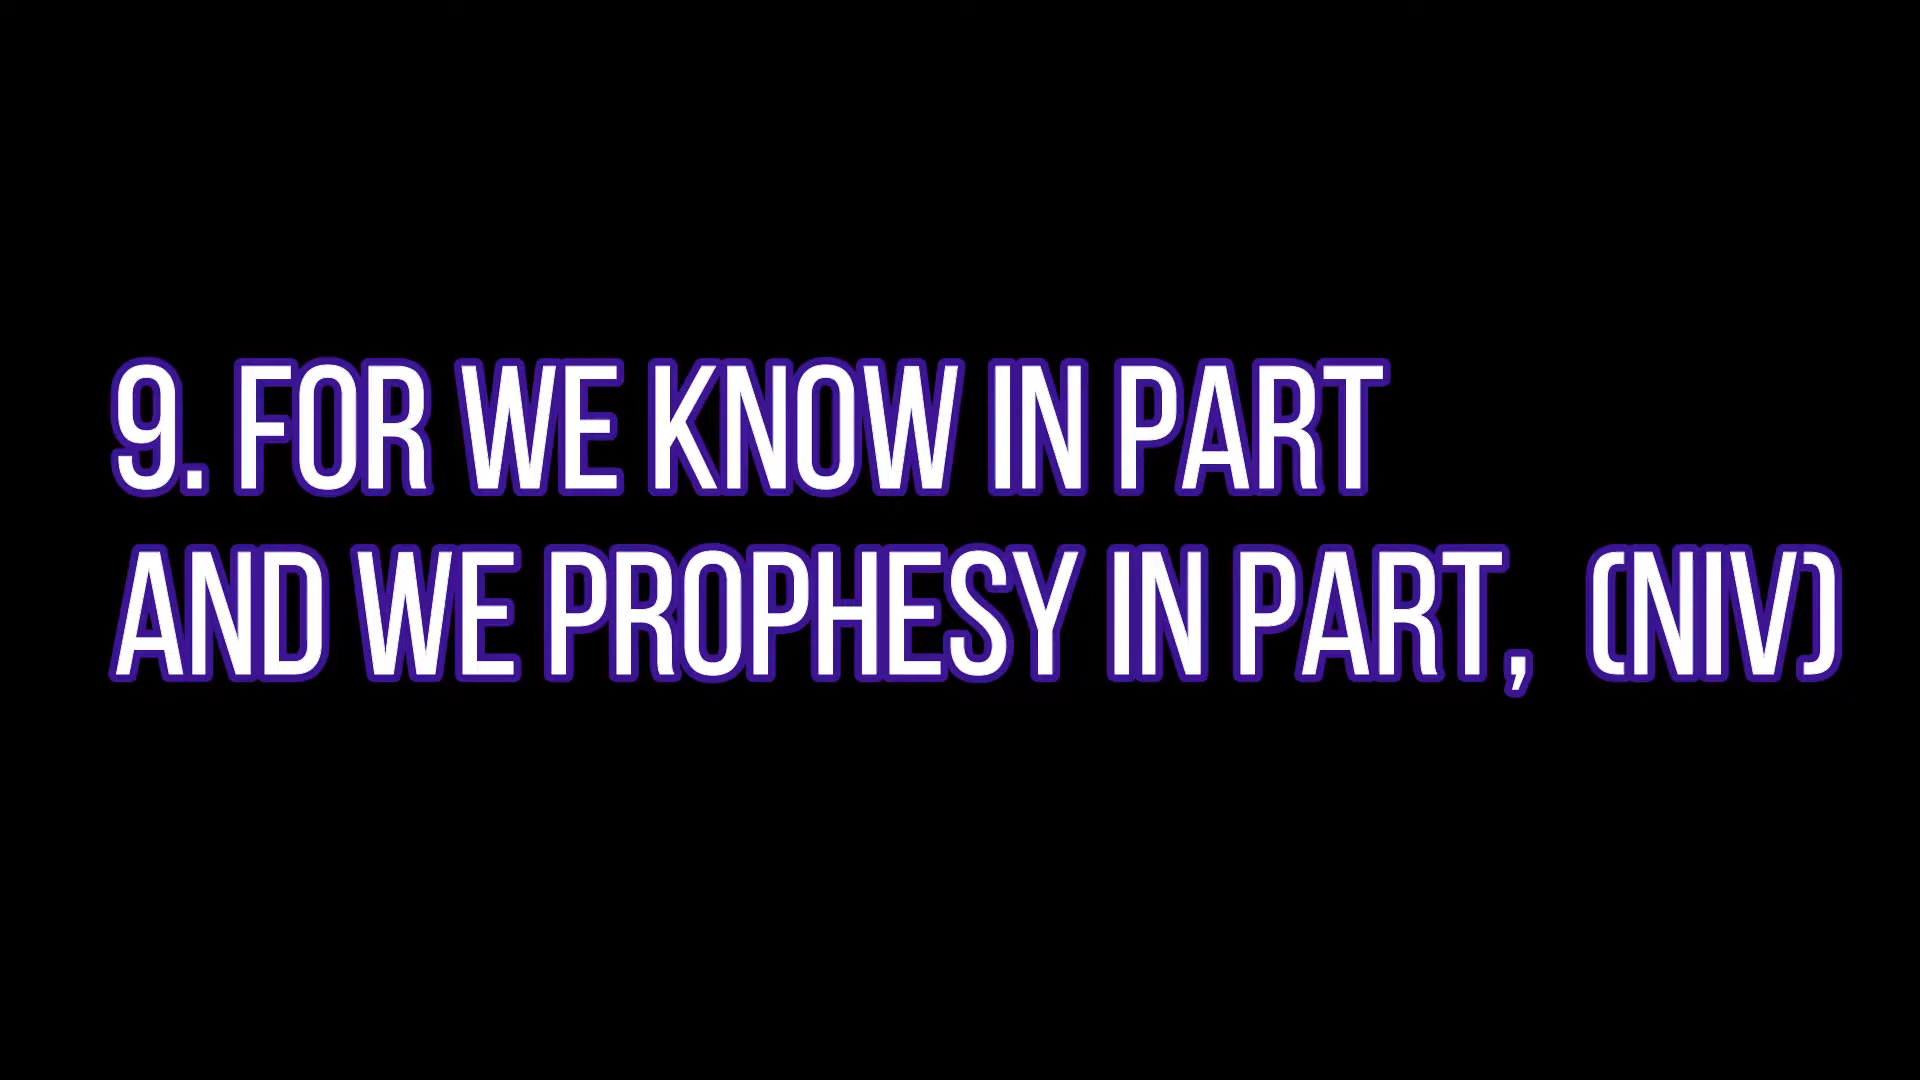 9. FOR WE KNOW IN PART
AND WE PROPHESY IN PART, (NIV)